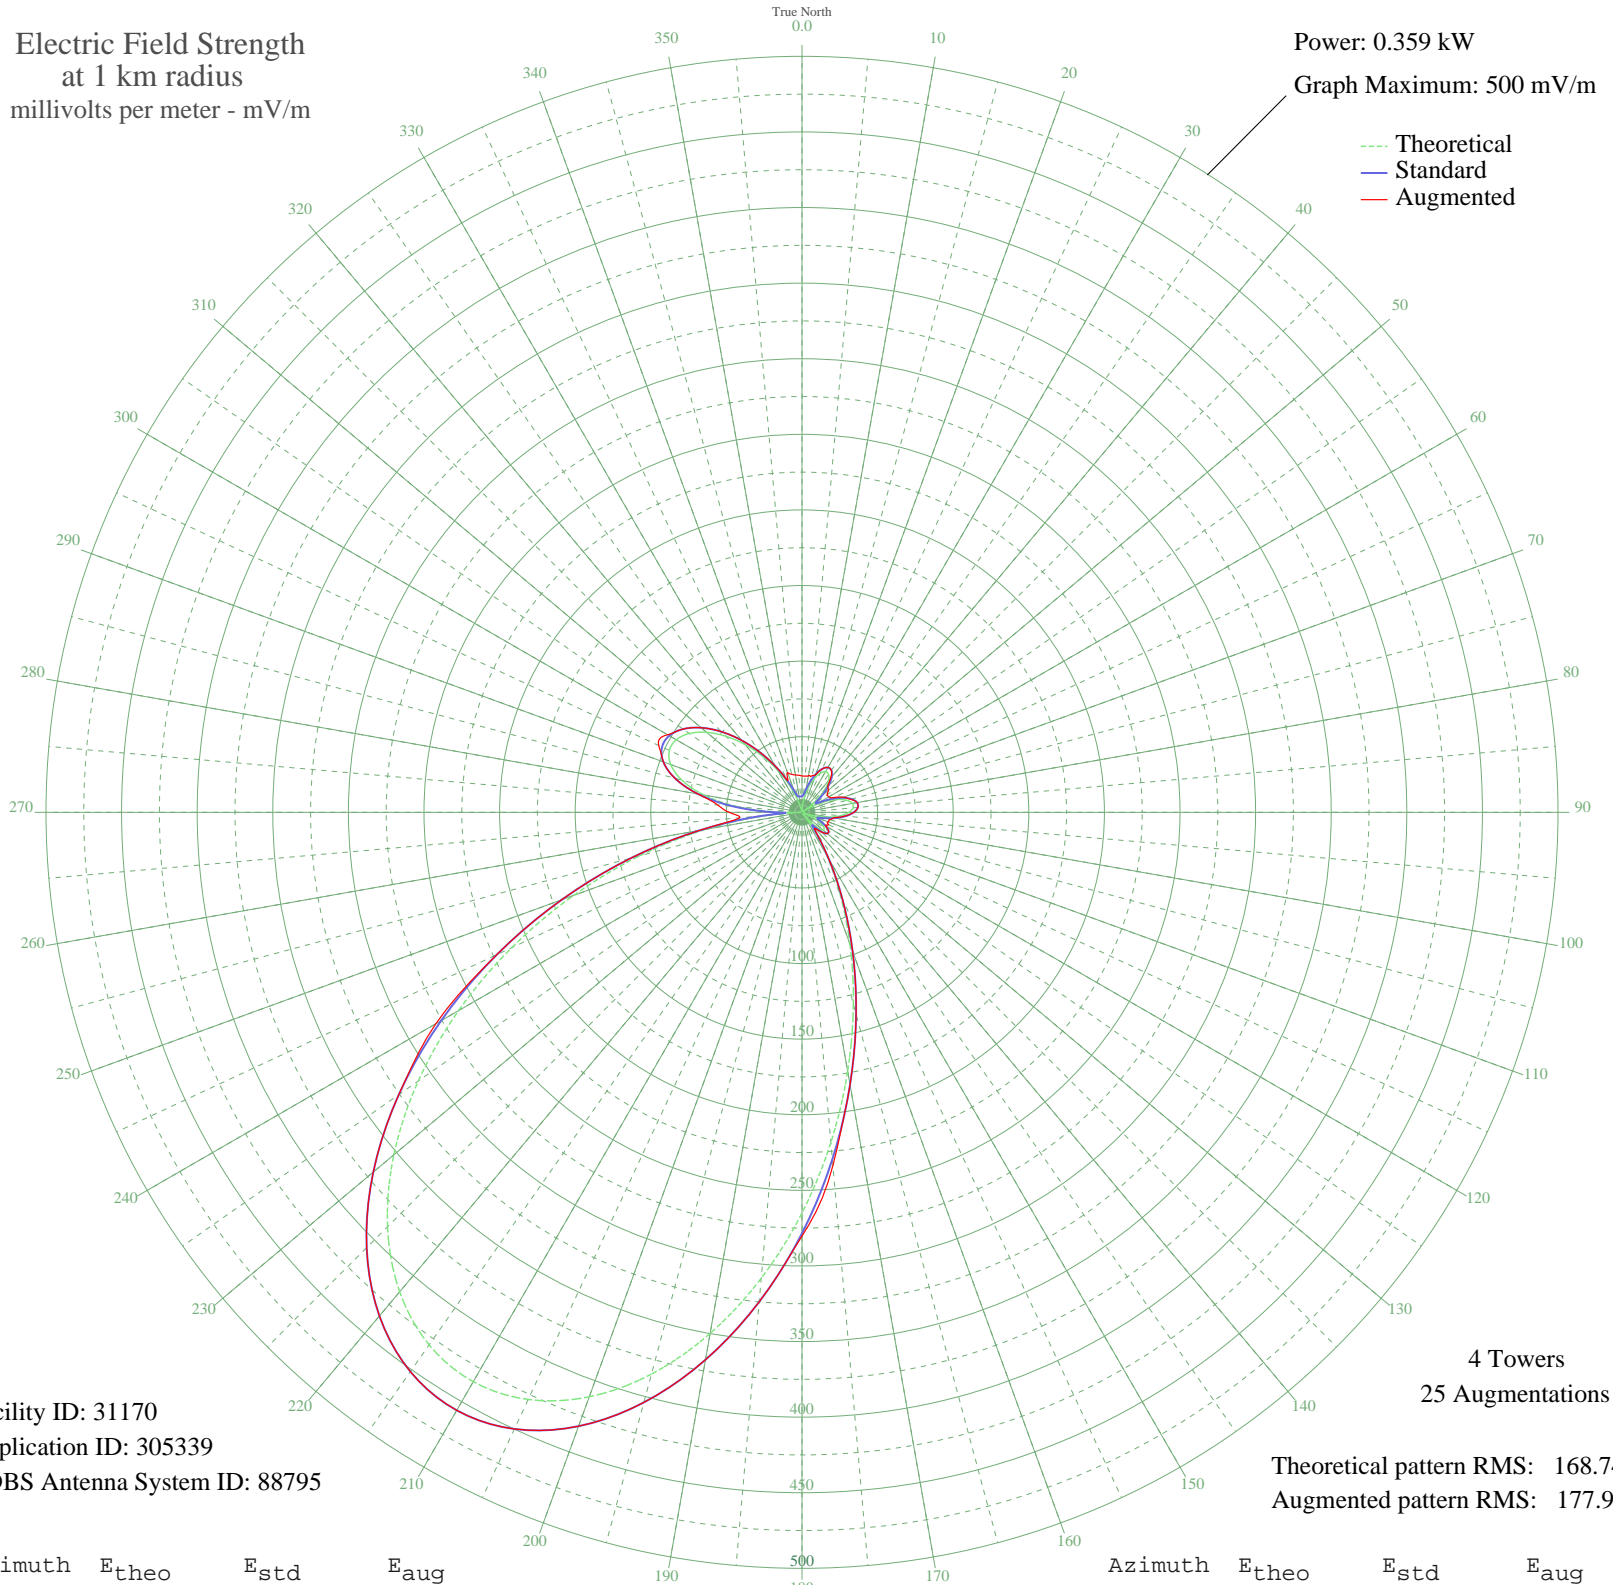 True North
0.0
Electric Field Strength
at 1 km radius
millivolts per meter - mV/m
Power: 0.359 kW
Graph Maximum: 500 mV/m
Theoretical
Standard
Augmented
350
10
340
20
330
30
320
40
310
50
300
60
290
70
280
80
270
90
260
100
250
110
240
120
230
130
220
140
210
150
200
160
190
170
100
150
200
250
300
350
400
450
500
4 Towers
25 Augmentations
cility ID: 31170
plication ID: 305339
DBS Antenna System ID: 88795
Theoretical pattern RMS: 168.74
Augmented pattern RMS: 177.9
imuth Etheo Estd Eaug
Azimuth Etheo Estd Eaug